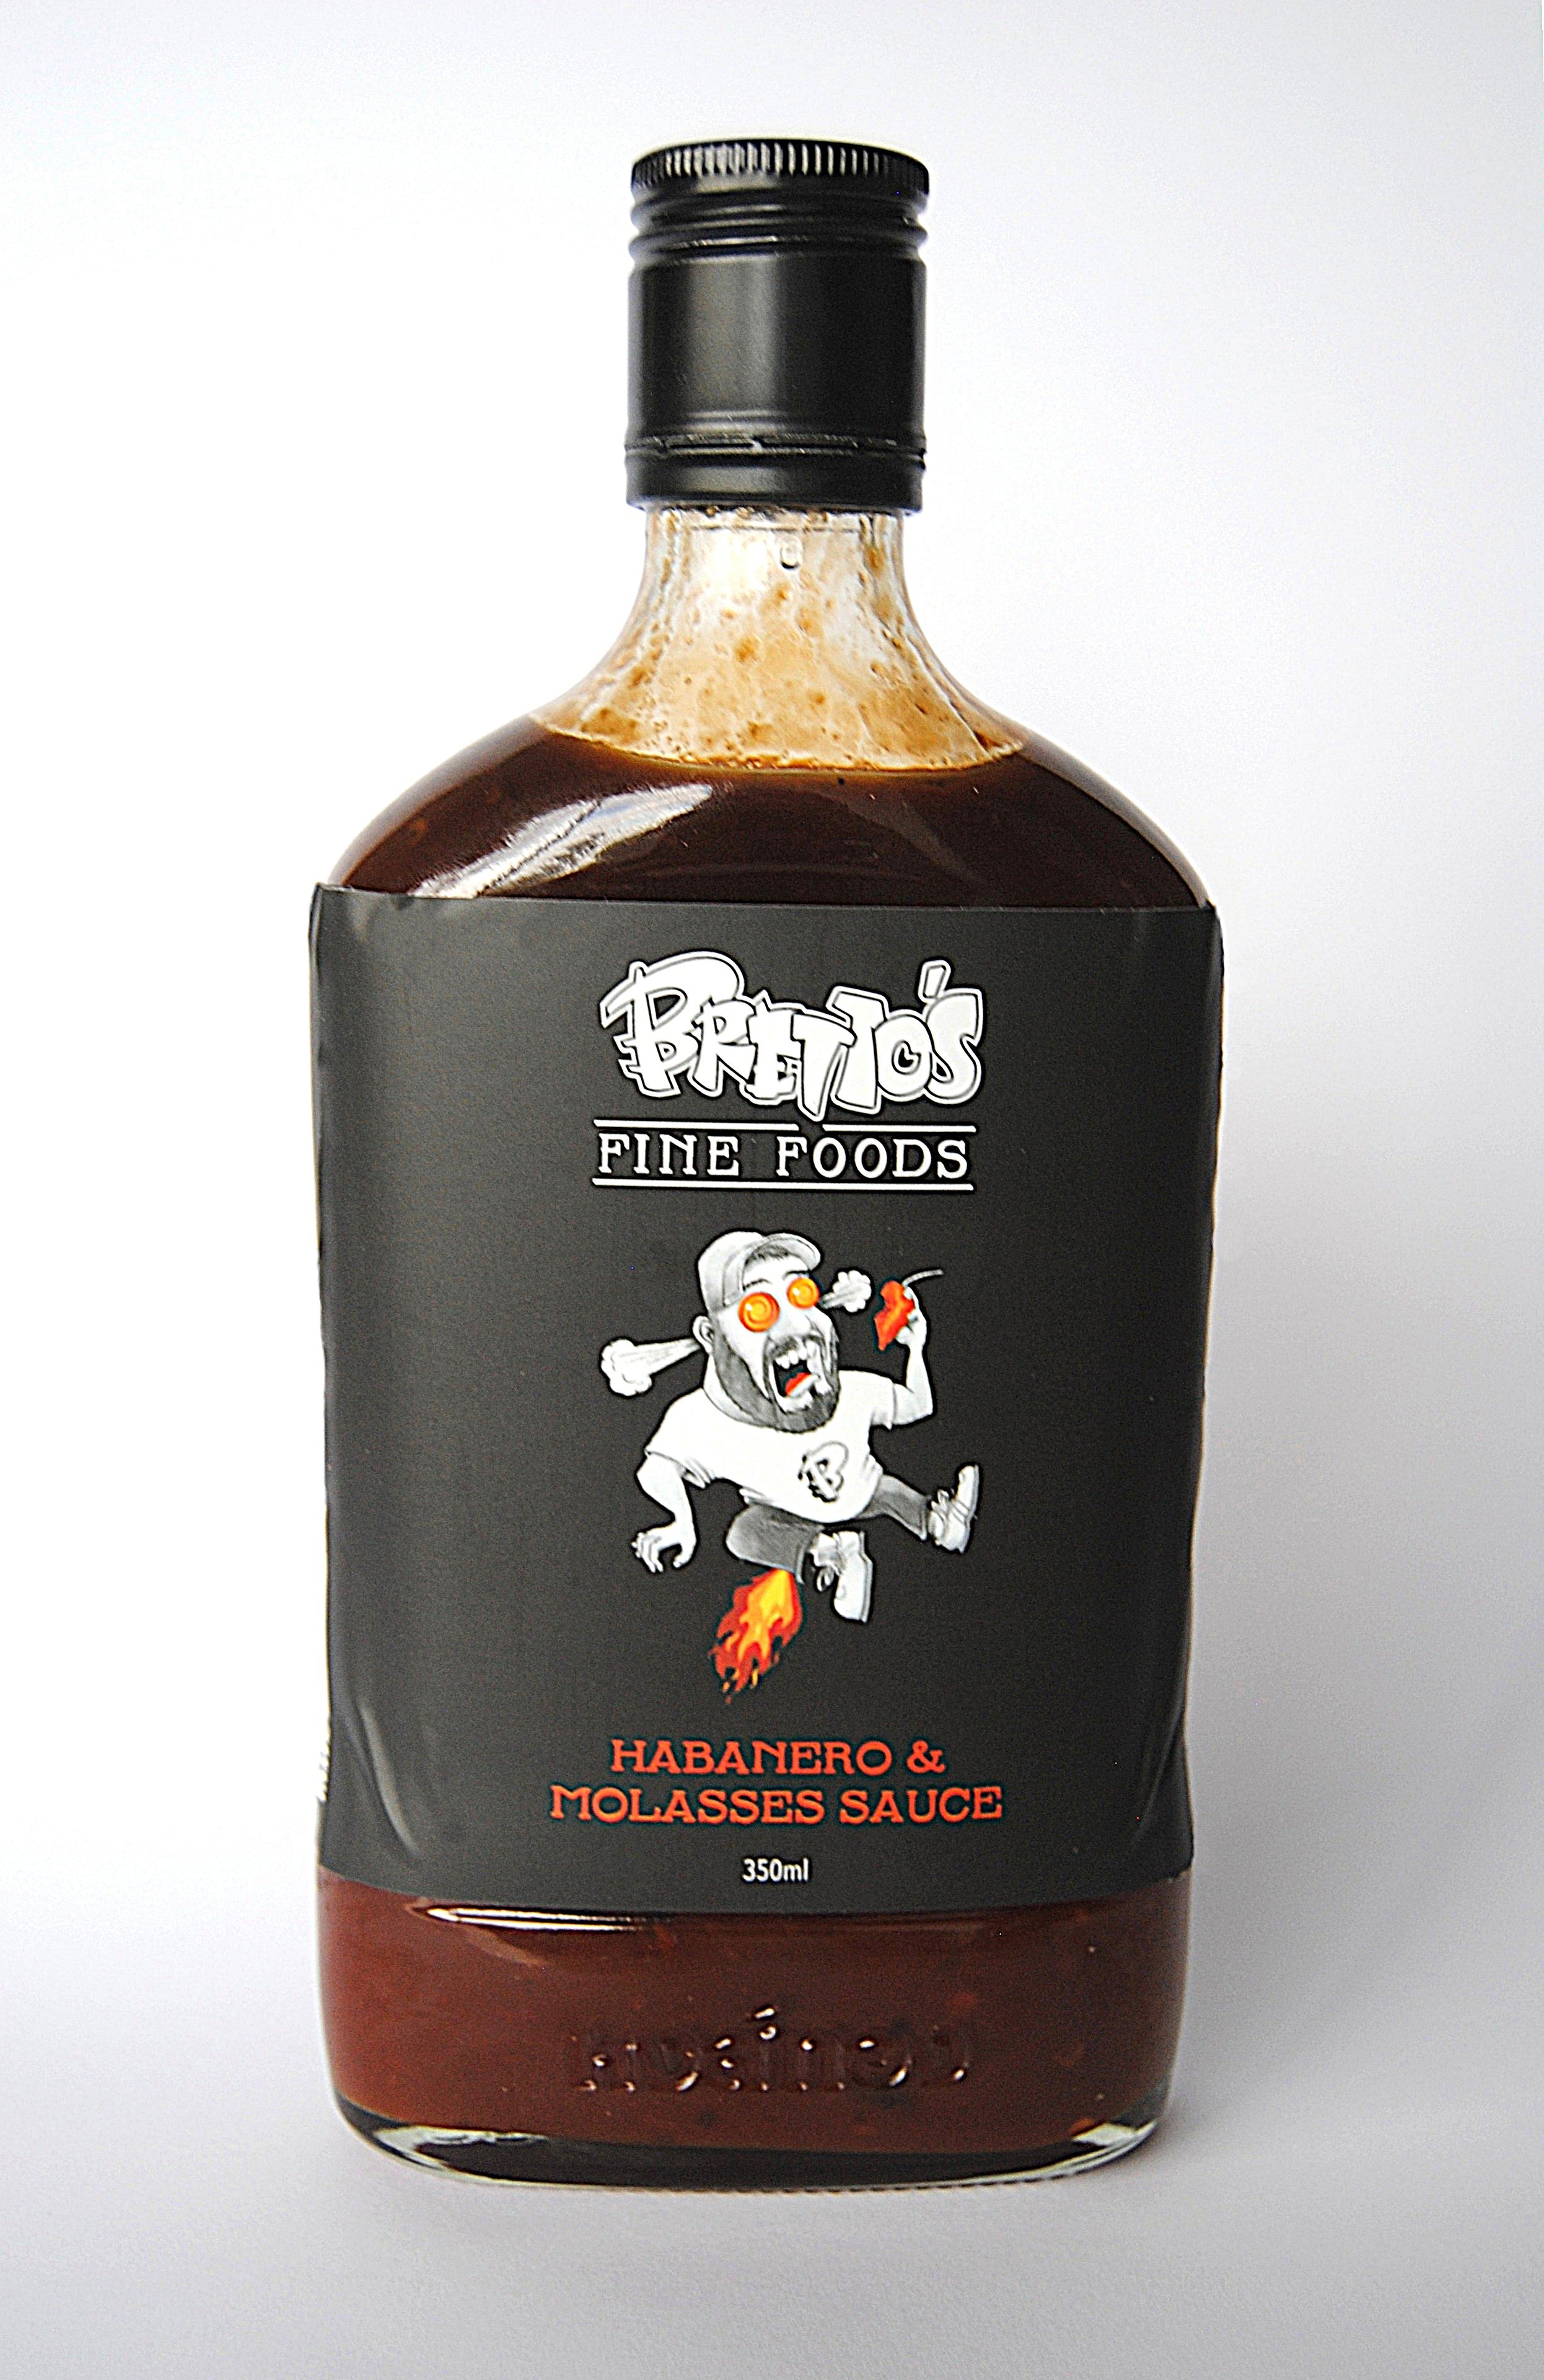 BRETTO'S
FINE FOODS
B
HABANERO &
MOLASSES SAUCE
350ml